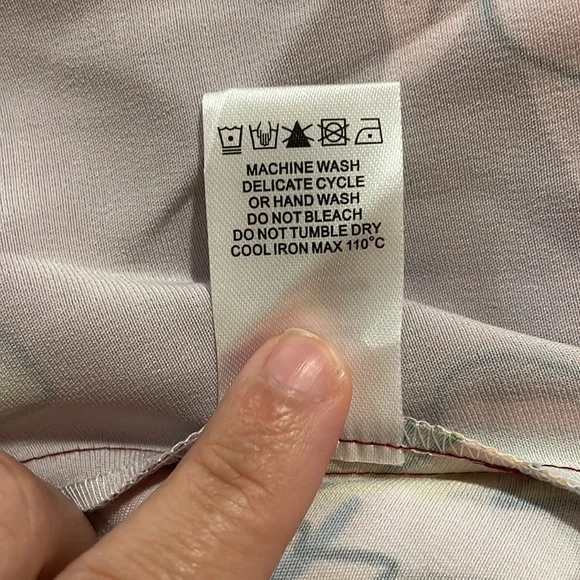 MACHINE WASH
DELICATE CYCLE
OR HAND WASH
DO NOT BLEACH
DO NOT TUMBLE DRY
COOL IRON MAX 110°C